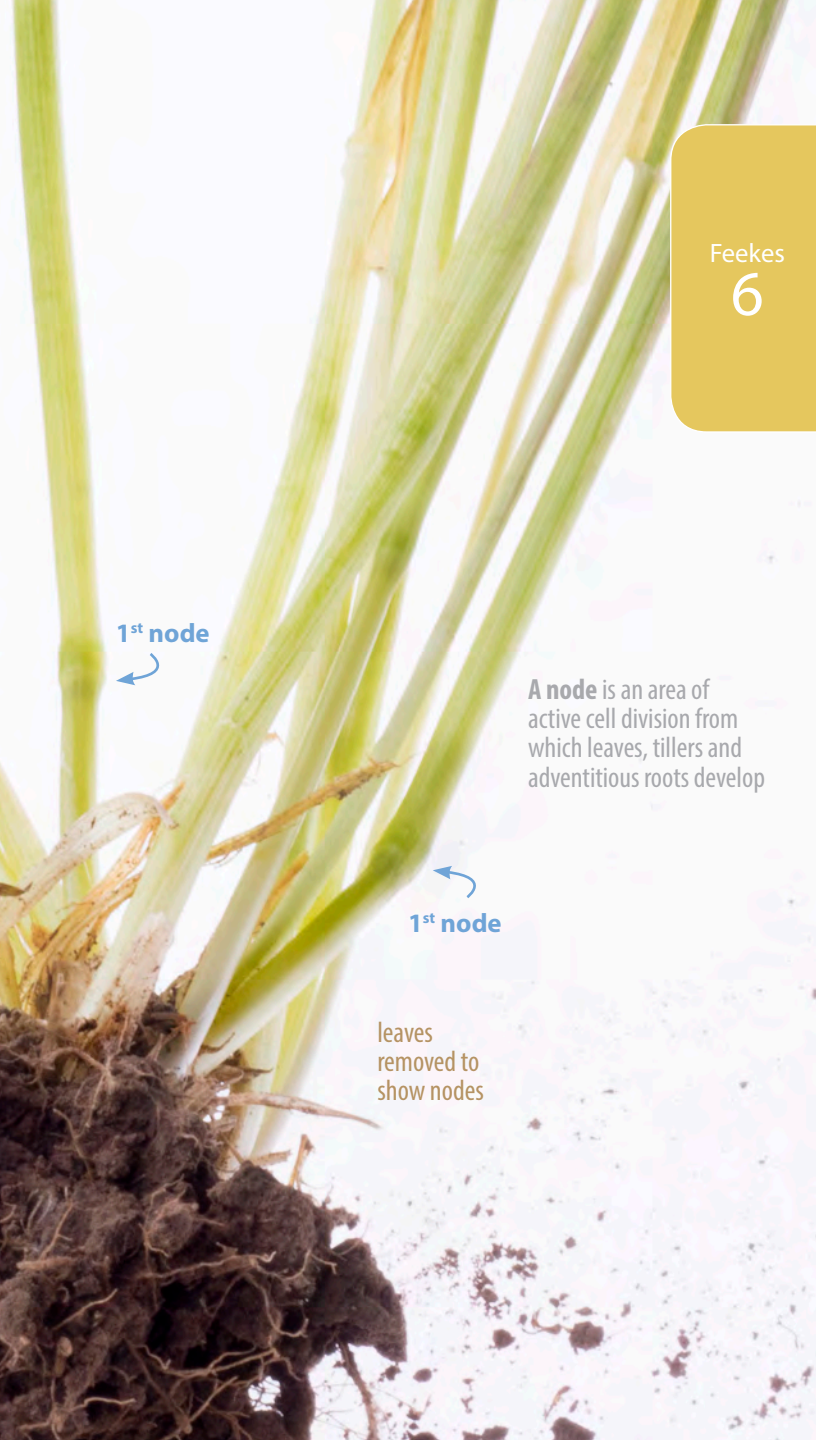 Feekes
6
1st node
A node is an area of
active cell division from
which leaves, tillers and
adventitious roots develop
1st node
leaves
removed to
show nodes